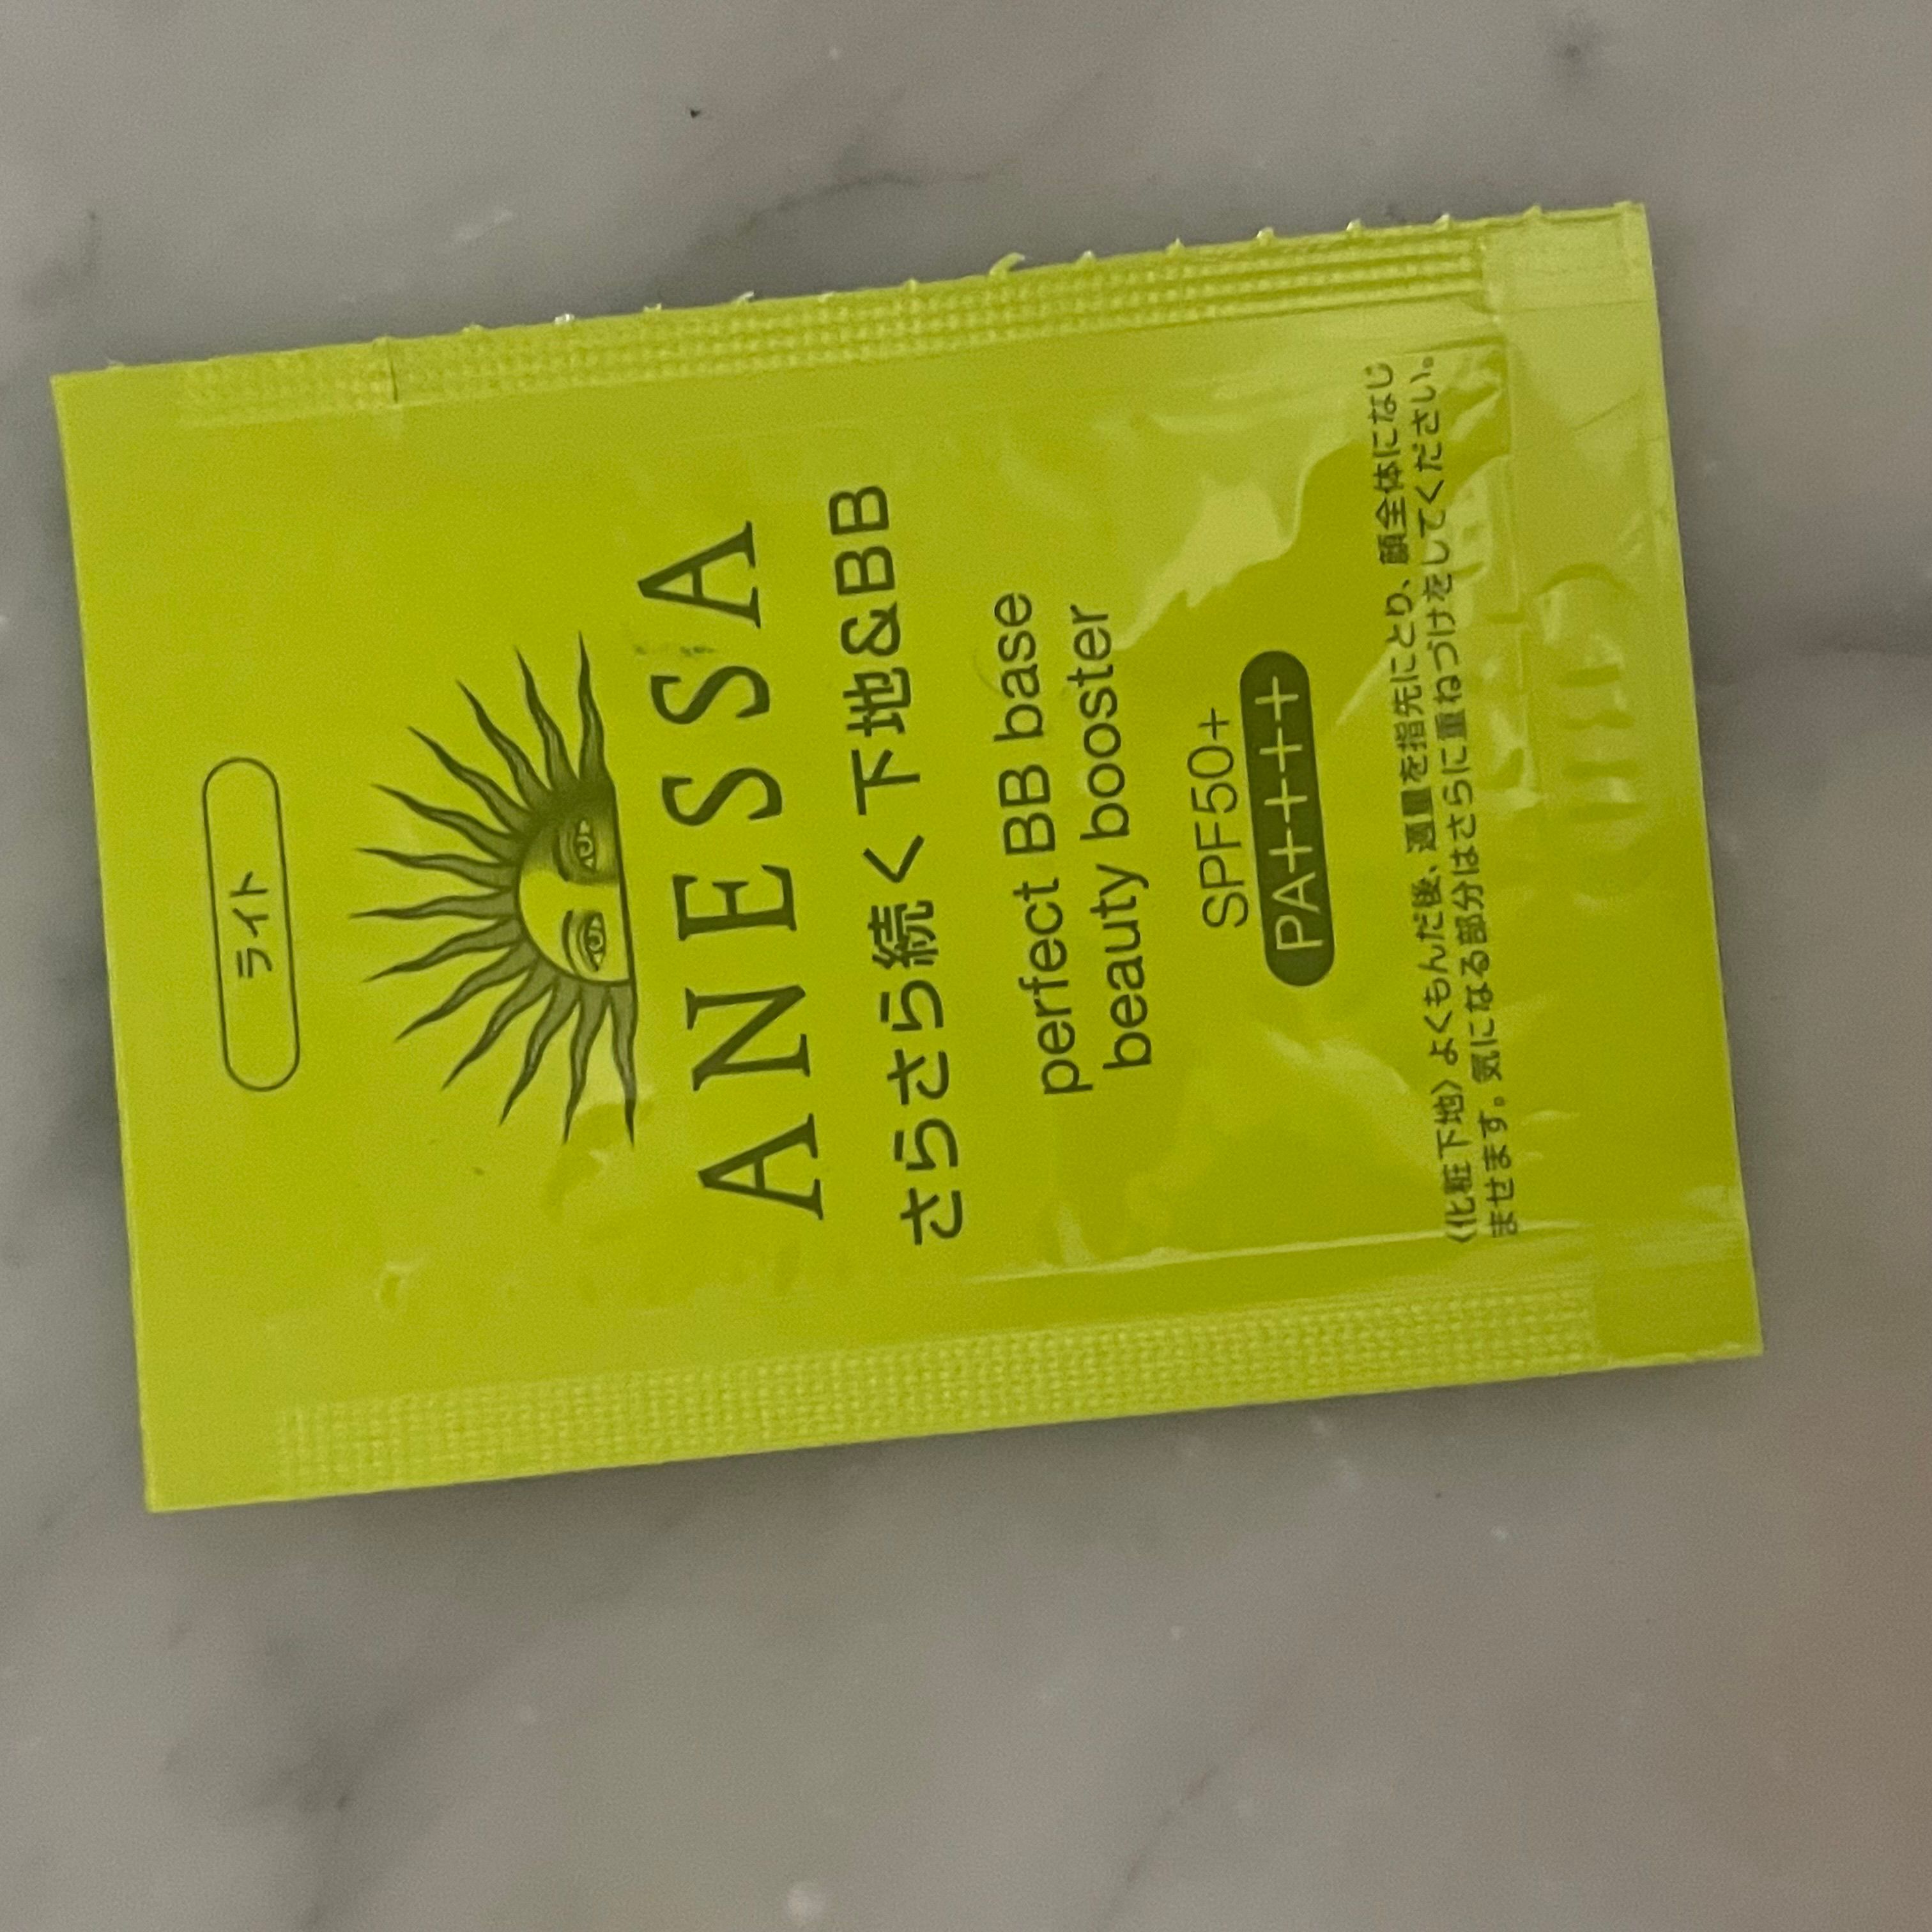 ライト
ANESSA
さらさら続く下地&BB
perfect BB base
beauty booster
SPF50+
PA++++
〈化粧下地〉よくもんだ後、適量を指先にとり、顔全体になじ
ませます。気になる部分はさらに重ねづけをしてください。